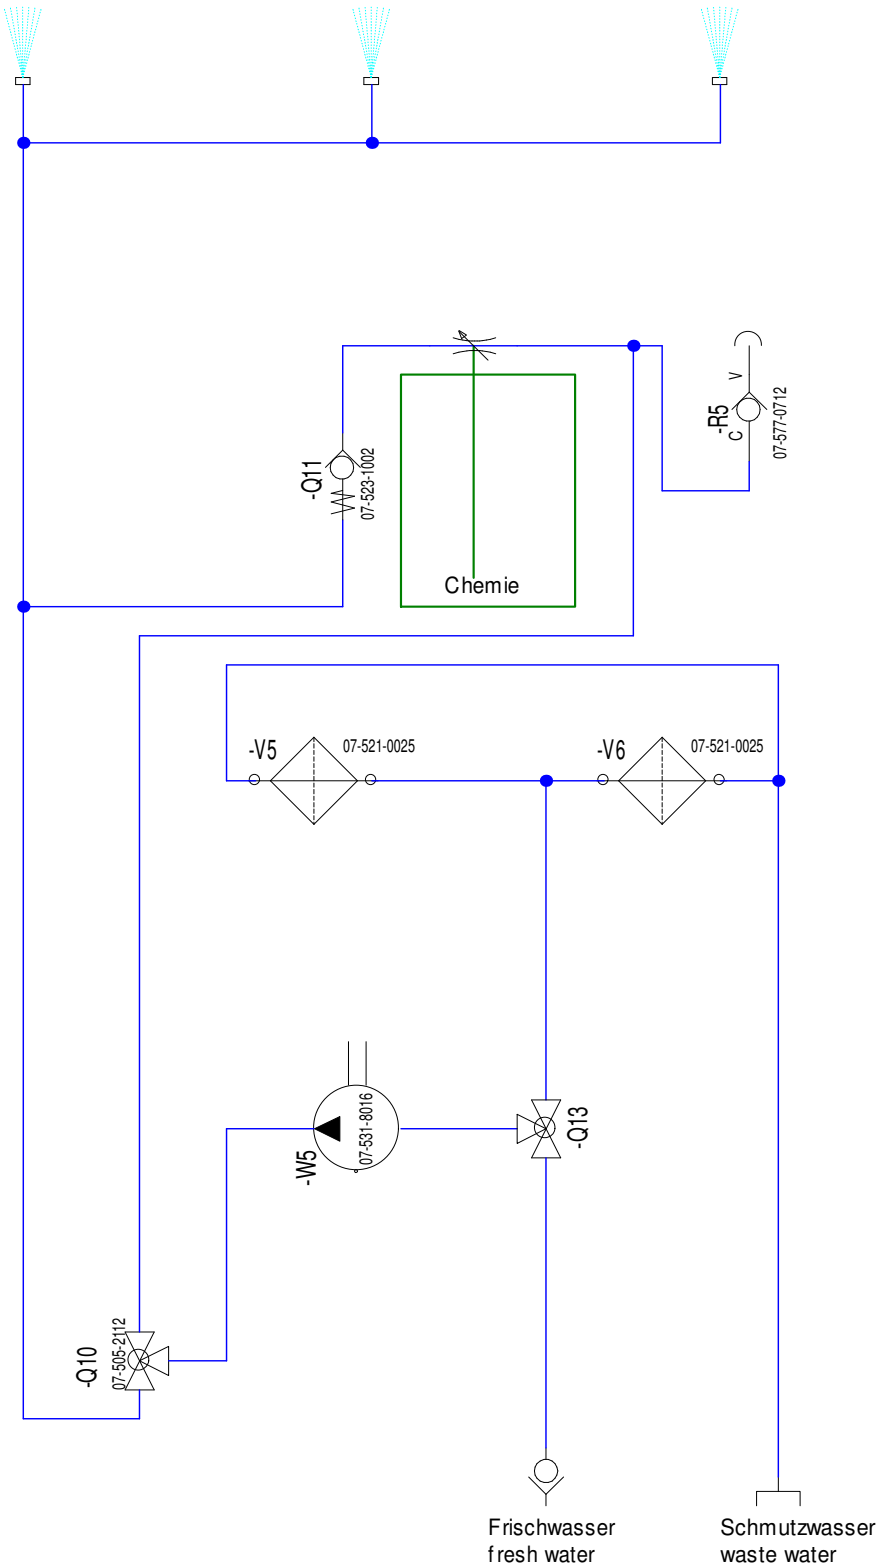 V
-R5
C
07-577-0712
-Q11
07-523-1002
Chemie
-V5
07-521-0025
-V6
07-521-0025
-W5
07-531-8016
-Q13
-Q10
07-505-2112
Frischwasser
fresh water
Schmutzwasser
waste water